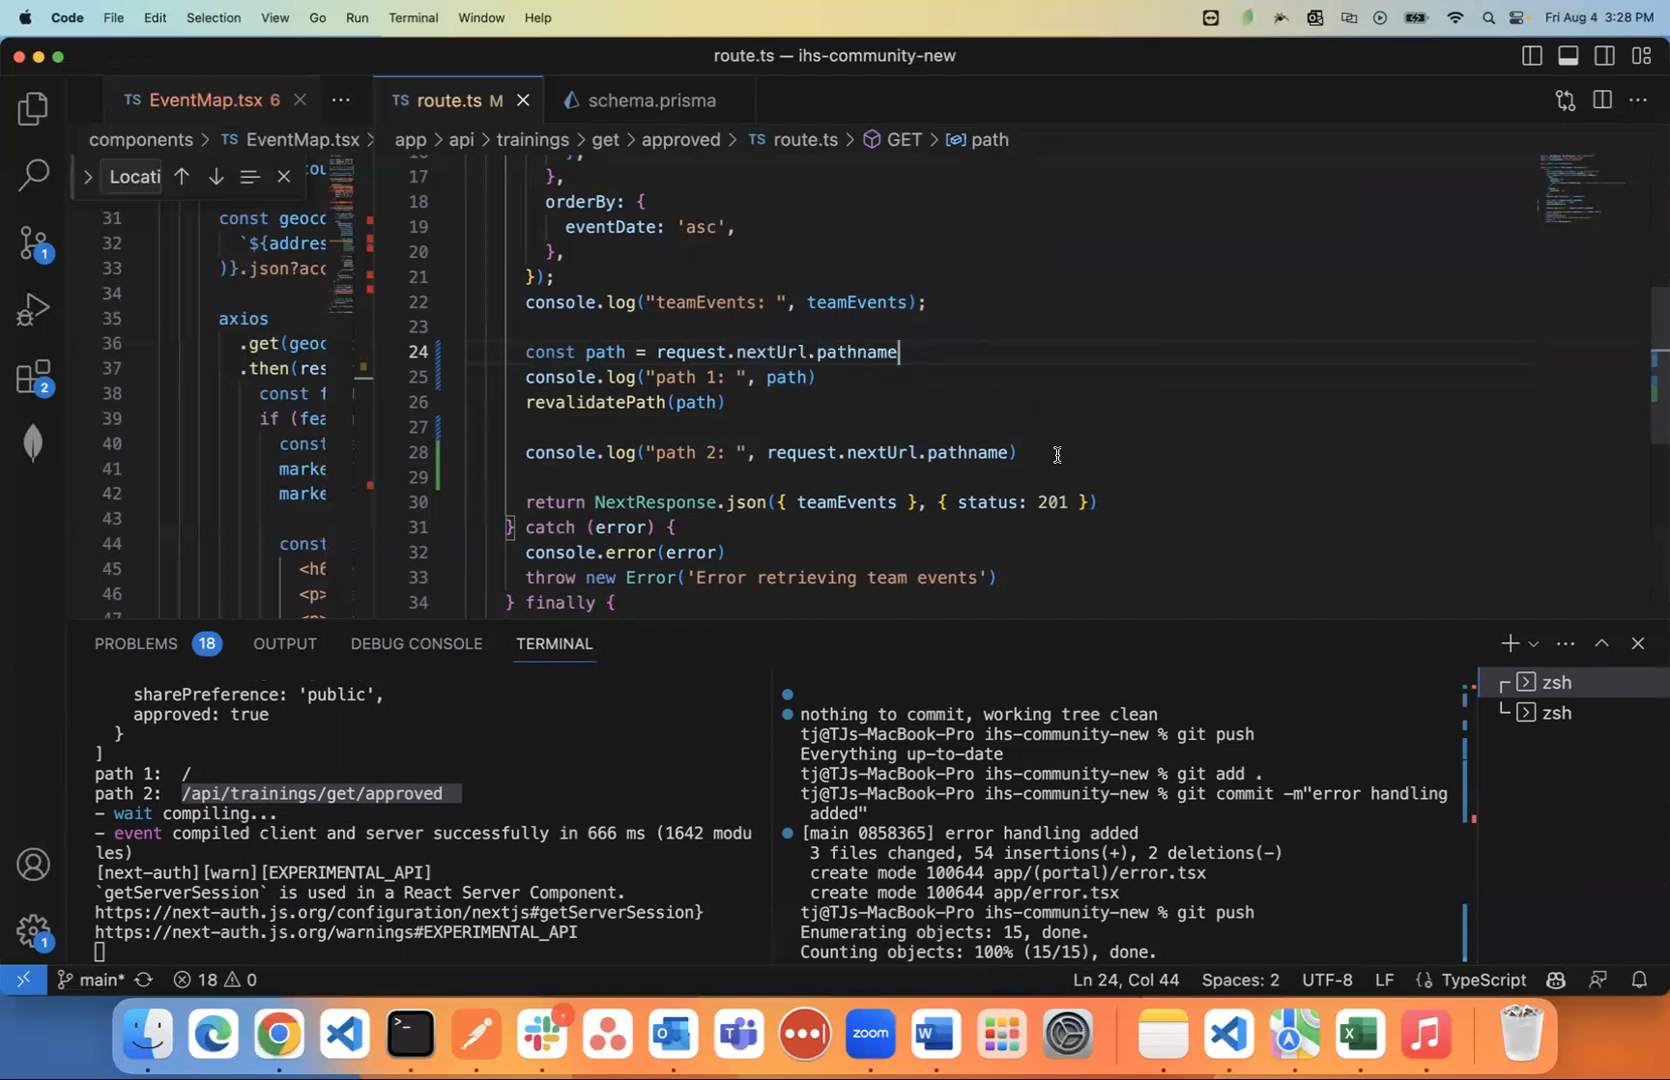 Code File Edit Selection View Go Run Terminal Window Help
Fri Aug 4 3:28 PM
route.ts — ihs-community-new
TS EventMap.tsx 6
TS route.ts M
schema.prisma
components > TS EventMap.tsx >
app > api > trainings > get > approved > TS route.ts > GET > path
Locati
31 const geocc
32 `${addres
33 )}.json?acc
34
35 axios
36 .get(geoc
37 .then(res
38 const f
39 if (fea
40 const
41 marke
42 marke
43
44 const
45 <h6
46 <p>
17 },
18 orderBy: {
19 eventDate: 'asc',
20 },
21 });
22 console.log("teamEvents: ", teamEvents);
23
24 const path = request.nextUrl.pathname
25 console.log("path 1: ", path)
26 revalidatePath(path)
27
28 console.log("path 2: ", request.nextUrl.pathname)
29
30 return NextResponse.json({ teamEvents }, { status: 201 })
31 } catch (error) {
32 console.error(error)
33 throw new Error('Error retrieving team events')
34 } finally {
PROBLEMS 18 OUTPUT DEBUG CONSOLE TERMINAL
sharePreference: 'public',
approved: true
}
]
path 1: /
path 2: /api/trainings/get/approved
- wait compiling...
- event compiled client and server successfully in 666 ms (1642 modu
les)
[next-auth][warn][EXPERIMENTAL_API]
`getServerSession` is used in a React Server Component.
https://next-auth.js.org/configuration/nextjs#getServerSession}
https://next-auth.js.org/warnings#EXPERIMENTAL_API
nothing to commit, working tree clean
tj@TJs-MacBook-Pro ihs-community-new % git push
Everything up-to-date
tj@TJs-MacBook-Pro ihs-community-new % git add .
tj@TJs-MacBook-Pro ihs-community-new % git commit -m"error handling
added"
[main 0858365] error handling added
3 files changed, 54 insertions(+), 2 deletions(-)
create mode 100644 app/(portal)/error.tsx
create mode 100644 app/error.tsx
tj@TJs-MacBook-Pro ihs-community-new % git push
Enumerating objects: 15, done.
Counting objects: 100% (15/15), done.
zsh
zsh
1
2
1
main* 18 0
Ln 24, Col 44 Spaces: 2 UTF-8 LF {} TypeScript
zoom